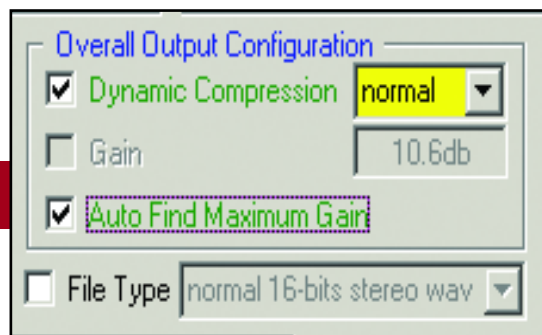 Overall Output Configuration
Dynamic Compression normal
Gain 10.6db
Auto Find Maximum Gain
File Type normal 16-bits stereo wav